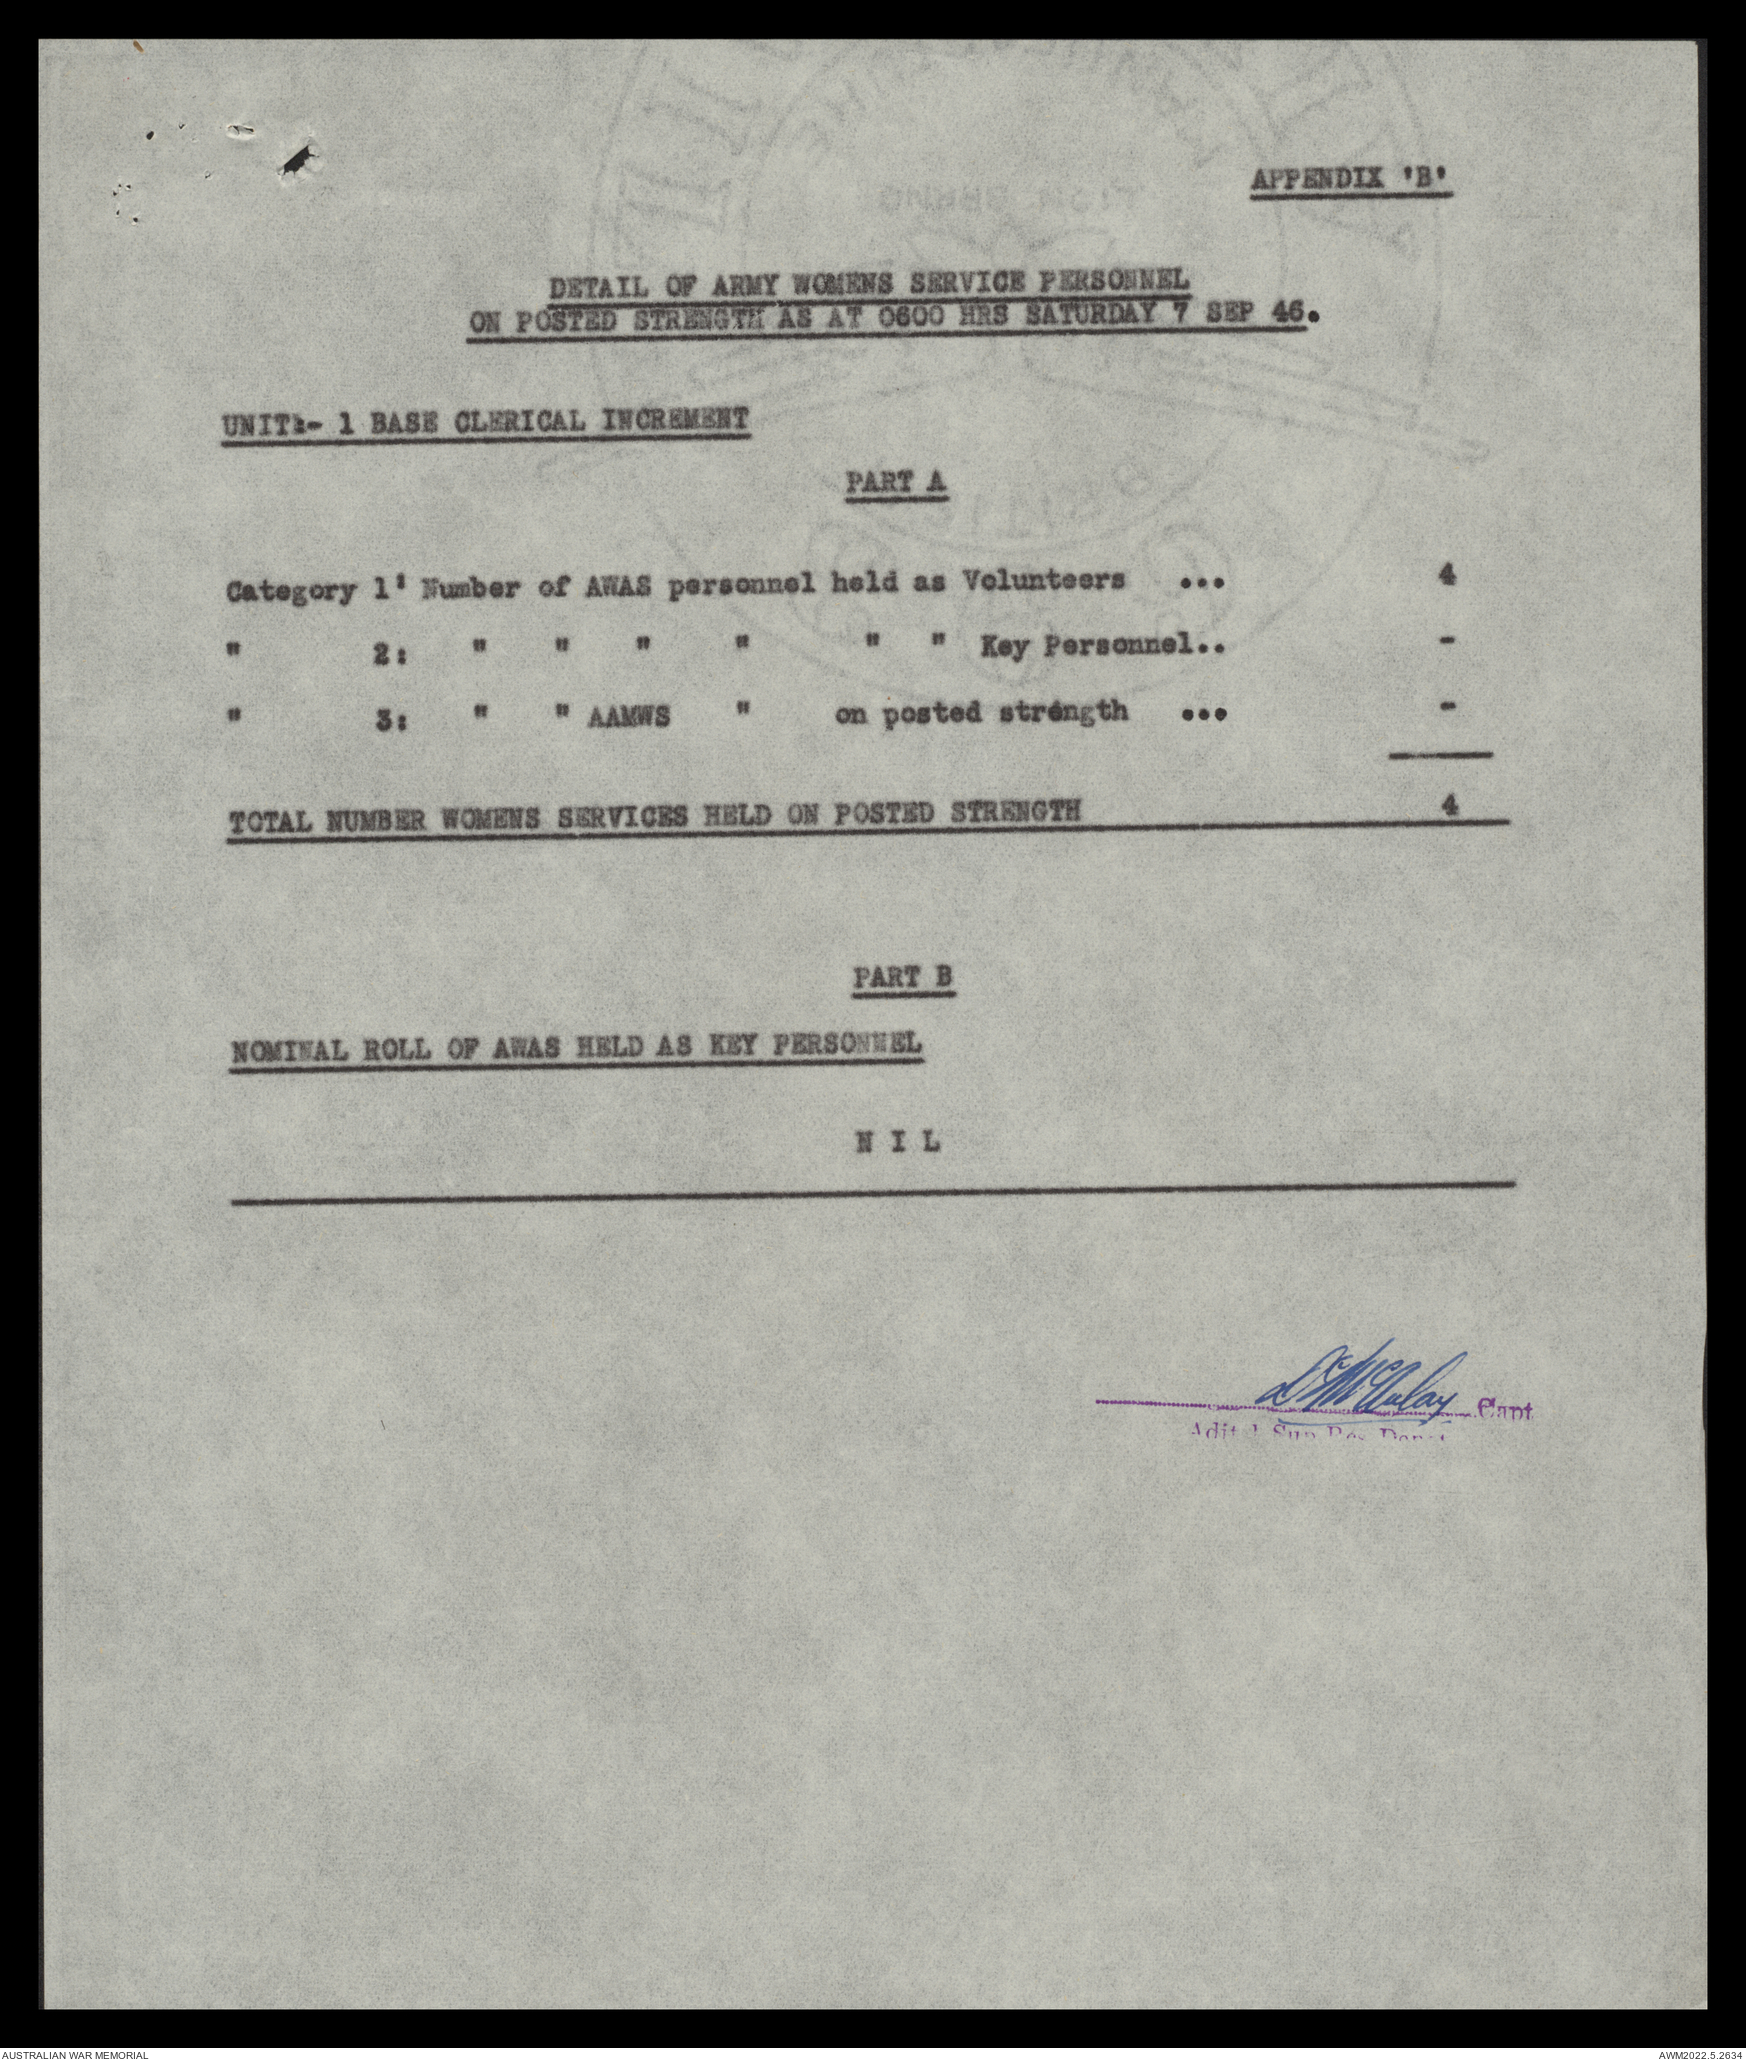 APPENDIX 'B'
DETAIL OF ARMY WOMENS SERVICE PERSONNEL
ON POSTED STRENGTH AS AT 0600 HRS SATURDAY 7 SEP 46.
UNIT:- 1 BASE CLERICAL INCREMENT
PART A
Category 1: Number of AWAS personnel held as Volunteers ... 4
" 2: " " " " " " Key Personnel.. -
" 3: " " AAMWS " on posted strength ... -
TOTAL NUMBER WOMENS SERVICES HELD ON POSTED STRENGTH 4
PART B
NOMINAL ROLL OF AWAS HELD AS KEY PERSONNEL
N I L
Capt
AUSTRALIAN WAR MEMORIAL
AWM2022.5.2634